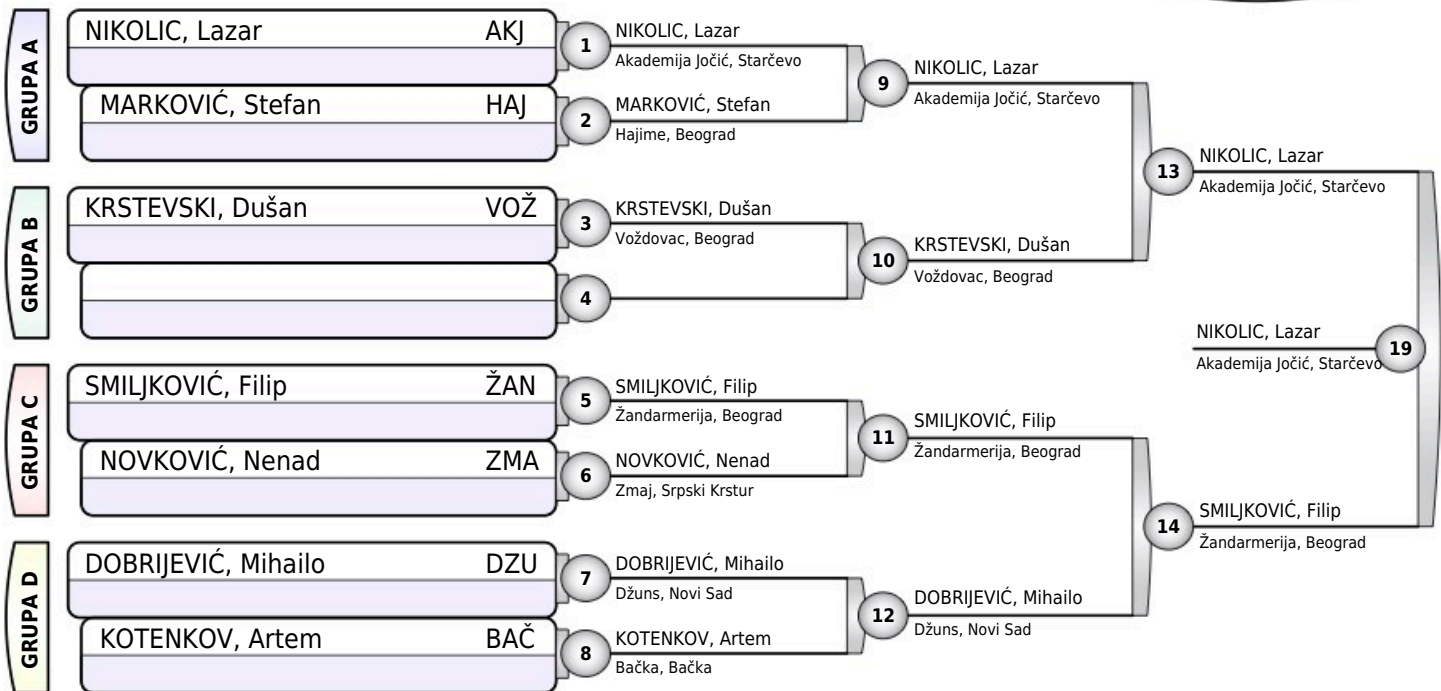 GRUPA A
NIKOLIC, Lazar AKJ
MARKOVIĆ, Stefan HAJ
1
NIKOLIC, Lazar
Akademija Jočić, Starčevo
2
MARKOVIĆ, Stefan
Hajime, Beograd
9
NIKOLIC, Lazar
Akademija Jočić, Starčevo
GRUPA B
KRSTEVSKI, Dušan VOŽ
3
KRSTEVSKI, Dušan
Voždovac, Beograd
4
10
KRSTEVSKI, Dušan
Voždovac, Beograd
13
NIKOLIC, Lazar
Akademija Jočić, Starčevo
GRUPA C
SMILJKOVIĆ, Filip ŽAN
NOVKOVIĆ, Nenad ZMA
5
SMILJKOVIĆ, Filip
Žandarmerija, Beograd
6
NOVKOVIĆ, Nenad
Zmaj, Srpski Krstur
11
SMILJKOVIĆ, Filip
Žandarmerija, Beograd
GRUPA D
DOBRIJEVIĆ, Mihailo DZU
KOTENKOV, Artem BAČ
7
DOBRIJEVIĆ, Mihailo
Džuns, Novi Sad
8
KOTENKOV, Artem
Bačka, Bačka
12
DOBRIJEVIĆ, Mihailo
Džuns, Novi Sad
14
SMILJKOVIĆ, Filip
Žandarmerija, Beograd
NIKOLIC, Lazar
Akademija Jočić, Starčevo
19